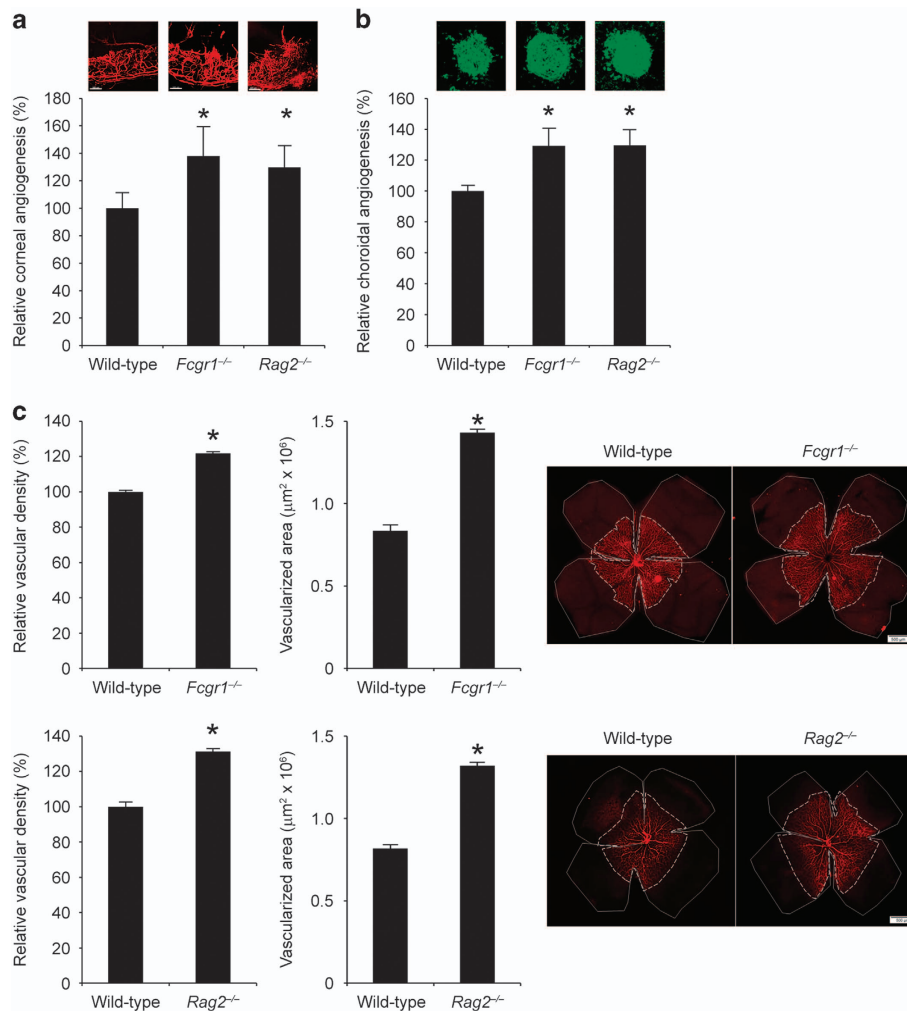 a
b
Relative corneal angiogenesis (%)
180
160
140
120
100
80
60
40
20
0
*
*
Wild-type Fcgr1⁻/⁻ Rag2⁻/⁻
Relative choroidal angiogenesis (%)
160
140
120
100
80
60
40
20
0
*
*
Wild-type Fcgr1⁻/⁻ Rag2⁻/⁻
c
Relative vascular density (%)
140
120
100
80
60
40
20
0
*
Wild-type Fcgr1⁻/⁻
Vascularized area (μm² x 10⁶)
1.5
1.0
0.5
0
*
Wild-type Fcgr1⁻/⁻
Wild-type Fcgr1⁻/⁻
500 μm
Relative vascular density (%)
140
120
100
80
60
40
20
0
*
Wild-type Rag2⁻/⁻
Vascularized area (μm² x 10⁶)
1.5
1.0
0.5
0
*
Wild-type Rag2⁻/⁻
Wild-type Rag2⁻/⁻
500 μm